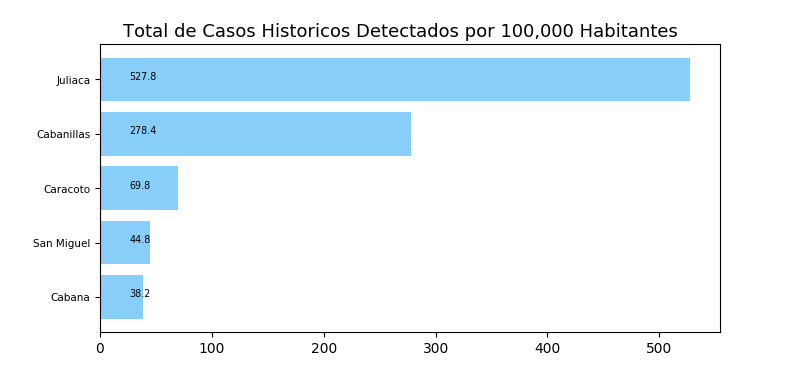 Total de Casos Historicos Detectados por 100,000 Habitantes
Juliaca 527.8
Cabanillas 278.4
Caracoto 69.8
San Miguel 44.8
Cabana 38.2
0 100 200 300 400 500